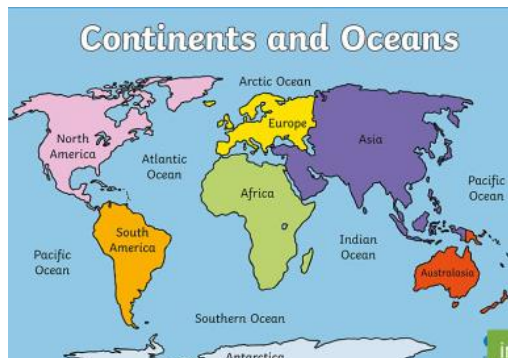 Continents and Oceans
Arctic Ocean
North
America
Europe
Asia
Atlantic
Ocean
Africa
Pacific
Ocean
South
America
Indian
Ocean
Pacific
Ocean
Australasia
Southern Ocean
Antarctica